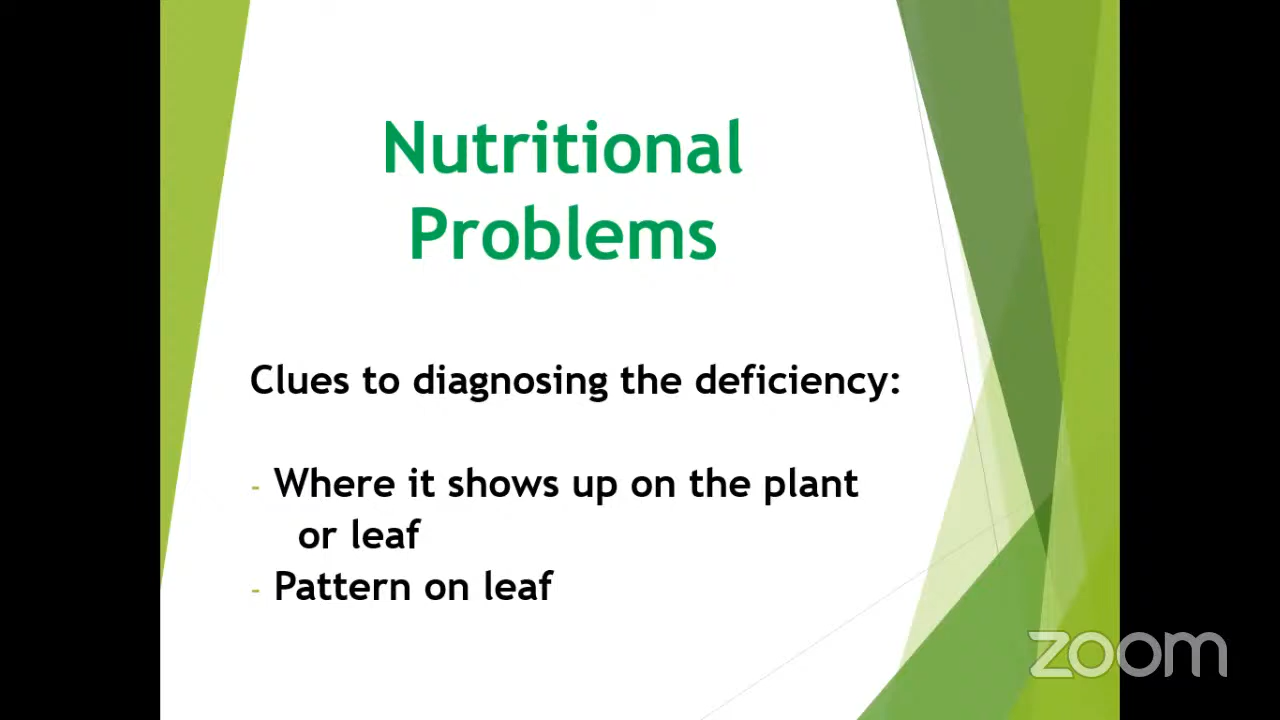 Nutritional
Problems
Clues to diagnosing the deficiency:
- Where it shows up on the plant
or leaf
- Pattern on leaf
zoom